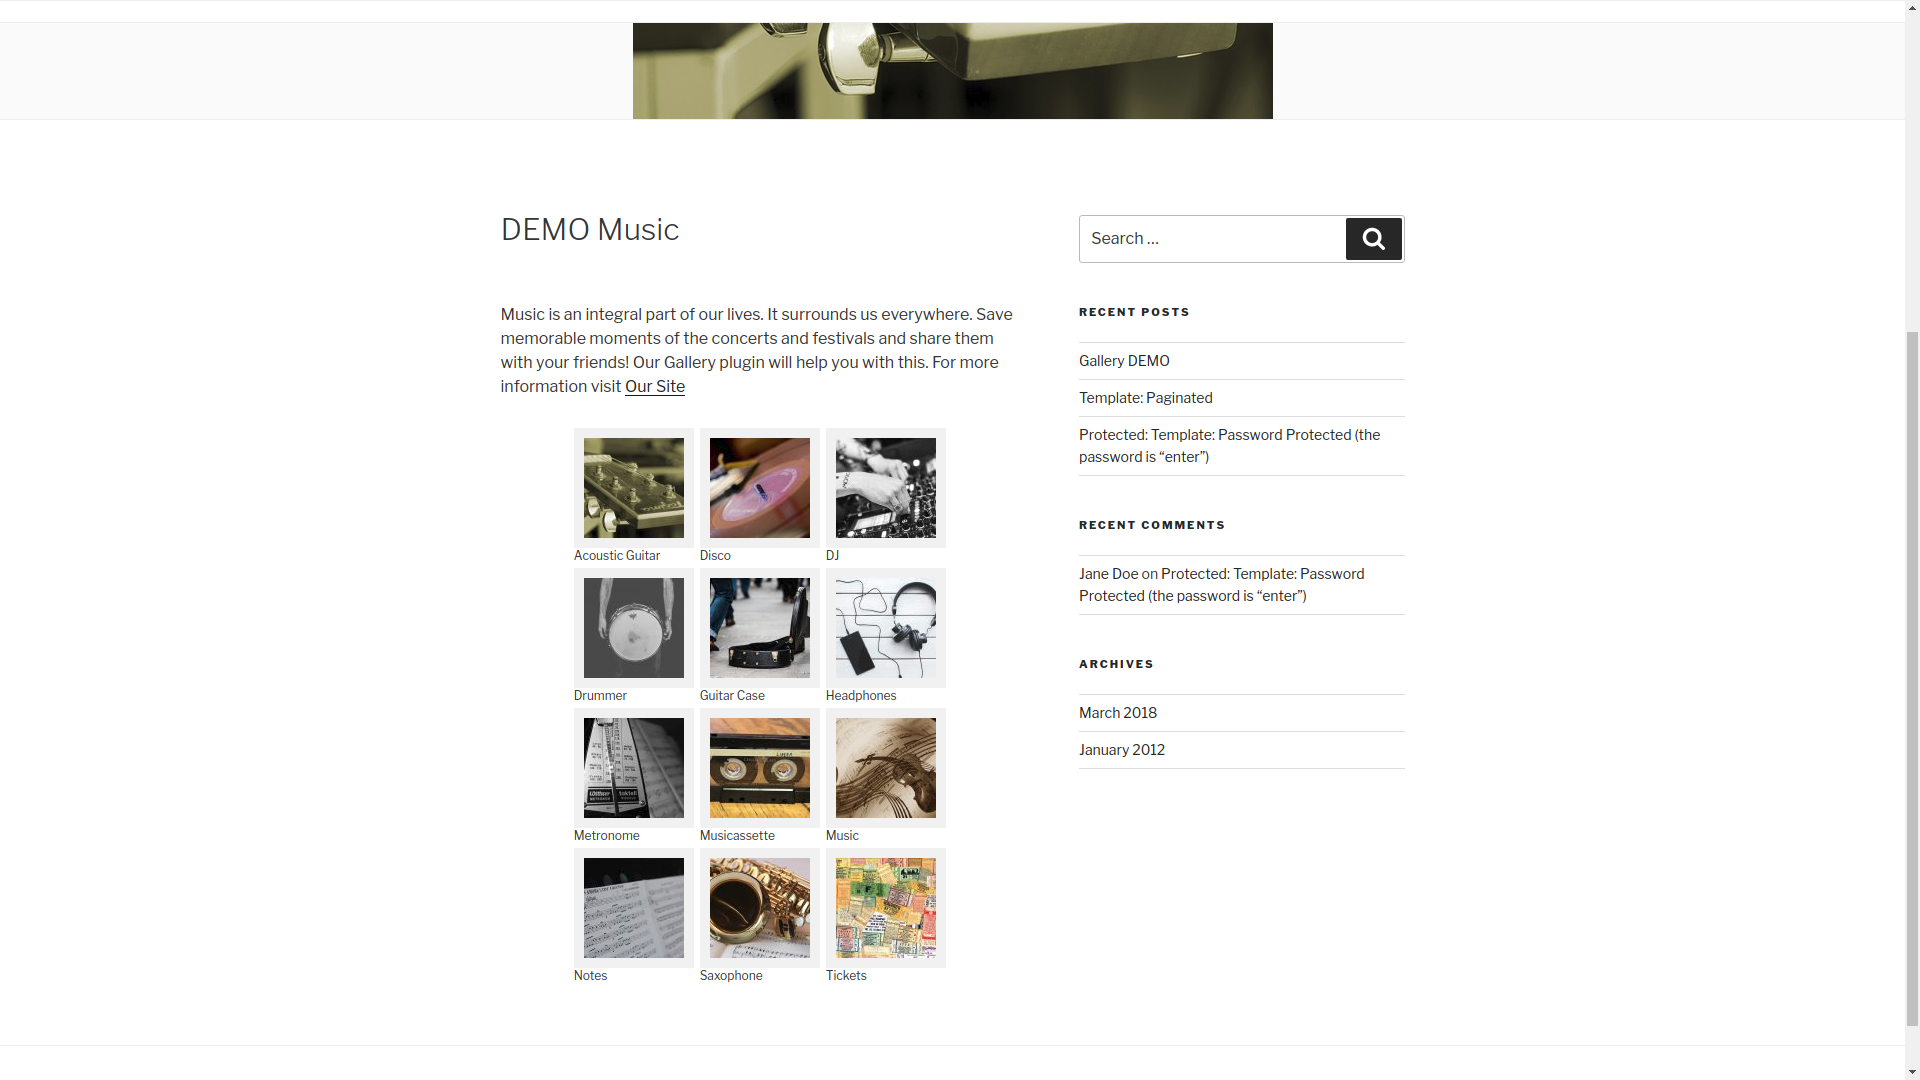 DEMO Music
Music is an integral part of our lives. It surrounds us everywhere. Save
memorable moments of the concerts and festivals and share them
with your friends! Our Gallery plugin will help you with this. For more
information visit Our Site
Acoustic Guitar
Disco
DJ
Drummer
Guitar Case
Headphones
Metronome
Musicassette
Music
Notes
Saxophone
Tickets
Search …
RECENT POSTS
Gallery DEMO
Template: Paginated
Protected: Template: Password Protected (the
password is “enter”)
RECENT COMMENTS
Jane Doe on Protected: Template: Password
Protected (the password is “enter”)
ARCHIVES
March 2018
January 2012